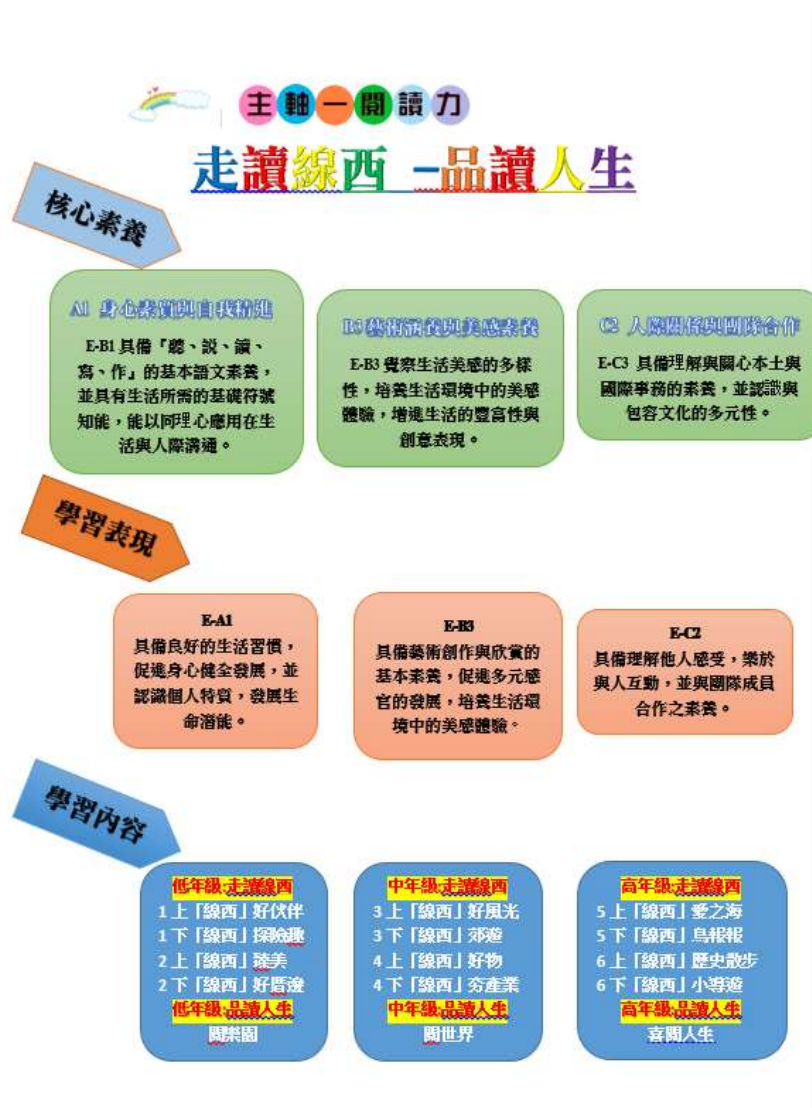 主軸一閱讀力
走讀線西 –品讀人生
核心素養
A1 身心素質與自我精進
E-B1 具備『聽、說、讀、
寫、作』的基本語文素養，
並具有生活所需的基礎符號
知能，能以同理心應用在生
活與人際溝通。
B3 藝術涵養與美感素養
E-B3 覺察生活美感的多樣
性，培養生活環境中的美感
體驗，增進生活的豐富性與
創意表現。
C2 人際關係與團隊合作
E-C3 具備理解與關心本土與
國際事務的素養，並認識與
包容文化的多元性。
學習表現
E-A1
具備良好的生活習慣，
促進身心健全發展，並
認識個人特質，發展生
命潛能。
E-B3
具備藝術創作與欣賞的
基本素養，促進多元感
官的發展，培養生活環
境中的美感體驗。
E-C2
具備理解他人感受，樂於
與人互動，並與團隊成員
合作之素養。
學習內容
低年級:走讀線西
1上「線西」好伙伴
1下「線西」探險趣
2上「線西」臻美
2下「線西」好厝邊
低年級:品讀人生
閱樂園
中年級:走讀線西
3上「線西」好風光
3下「線西」郊遊
4上「線西」好物
4下「線西」夯產業
中年級:品讀人生
閱世界
高年級:走讀線西
5上「線西」愛之海
5下「線西」鳥報報
6上「線西」歷史散步
6下「線西」小導遊
高年級:品讀人生
喜閱人生